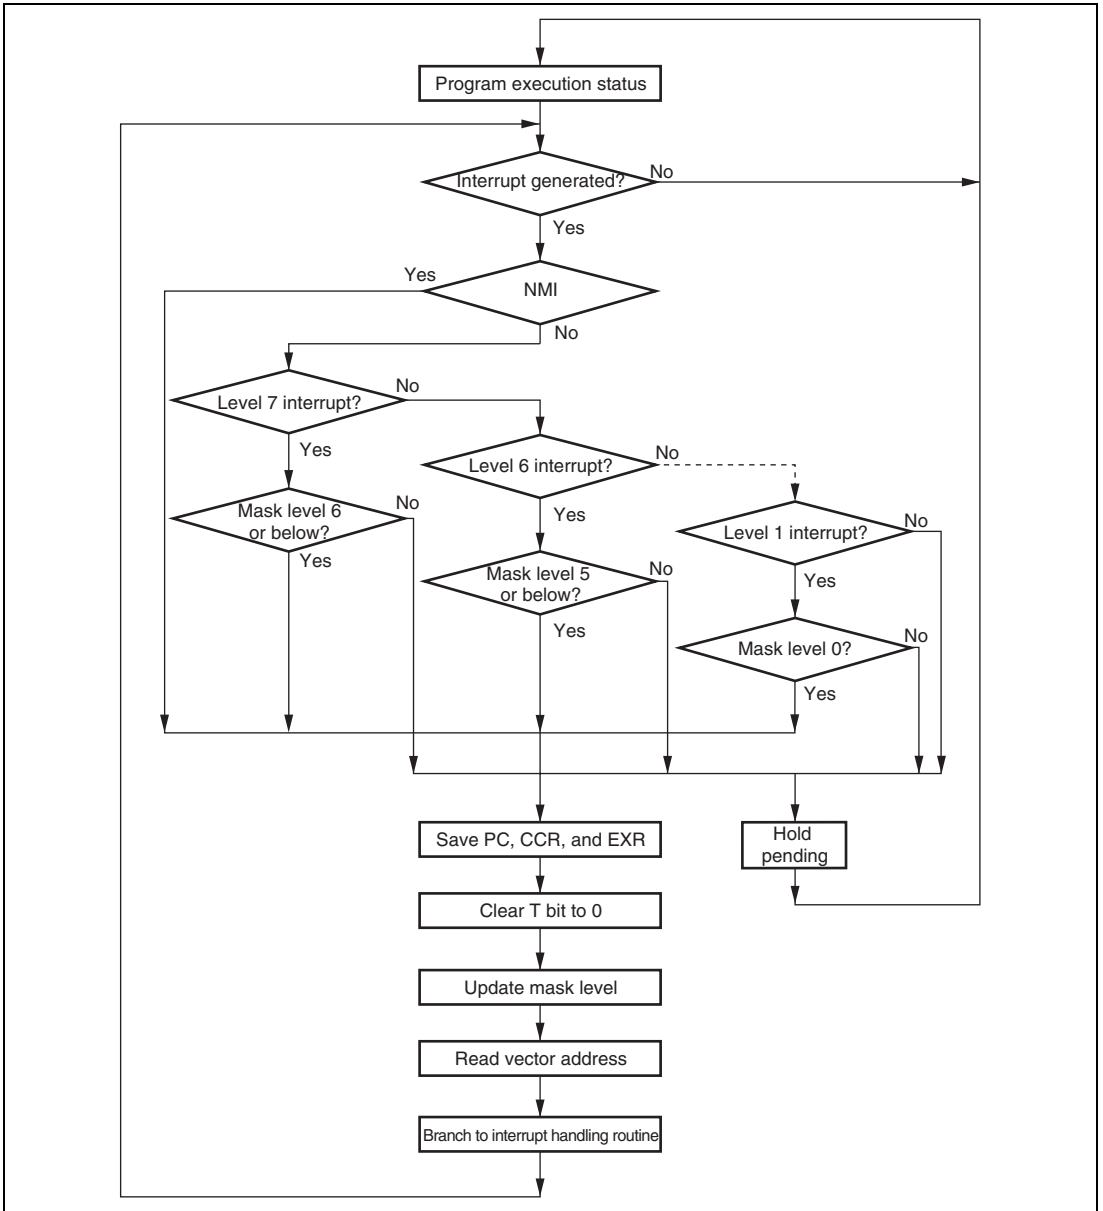 Program execution status
Interrupt generated?
No
Yes
Yes
NMI
No
Level 7 interrupt?
No
Yes
Level 6 interrupt?
No
Mask level 6
or below?
No
Yes
Yes
Level 1 interrupt?
No
Mask level 5
or below?
No
Yes
Yes
Mask level 0?
No
Yes
Save PC, CCR, and EXR
Hold
pending
Clear T bit to 0
Update mask level
Read vector address
Branch to interrupt handling routine